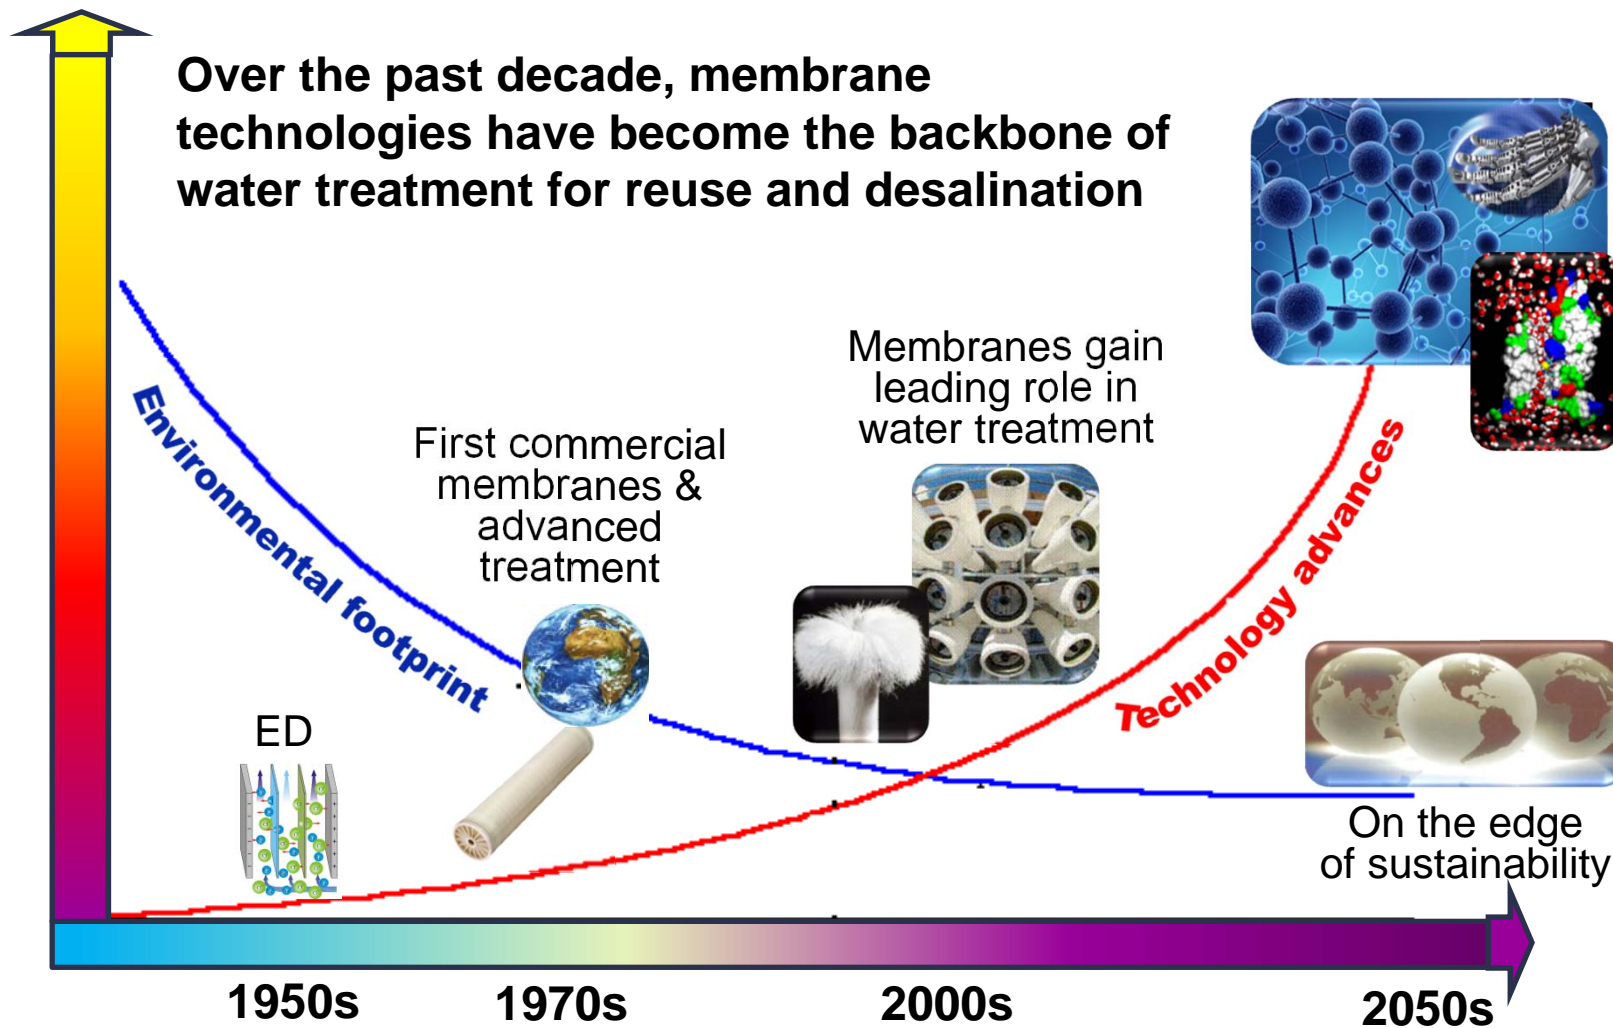 Over the past decade, membrane
technologies have become the backbone of
water treatment for reuse and desalination
Environmental footprint
ED
First commercial
membranes &
advanced
treatment
Membranes gain
leading role in
water treatment
Technology advances
On the edge
of sustainability
1950s
1970s
2000s
2050s